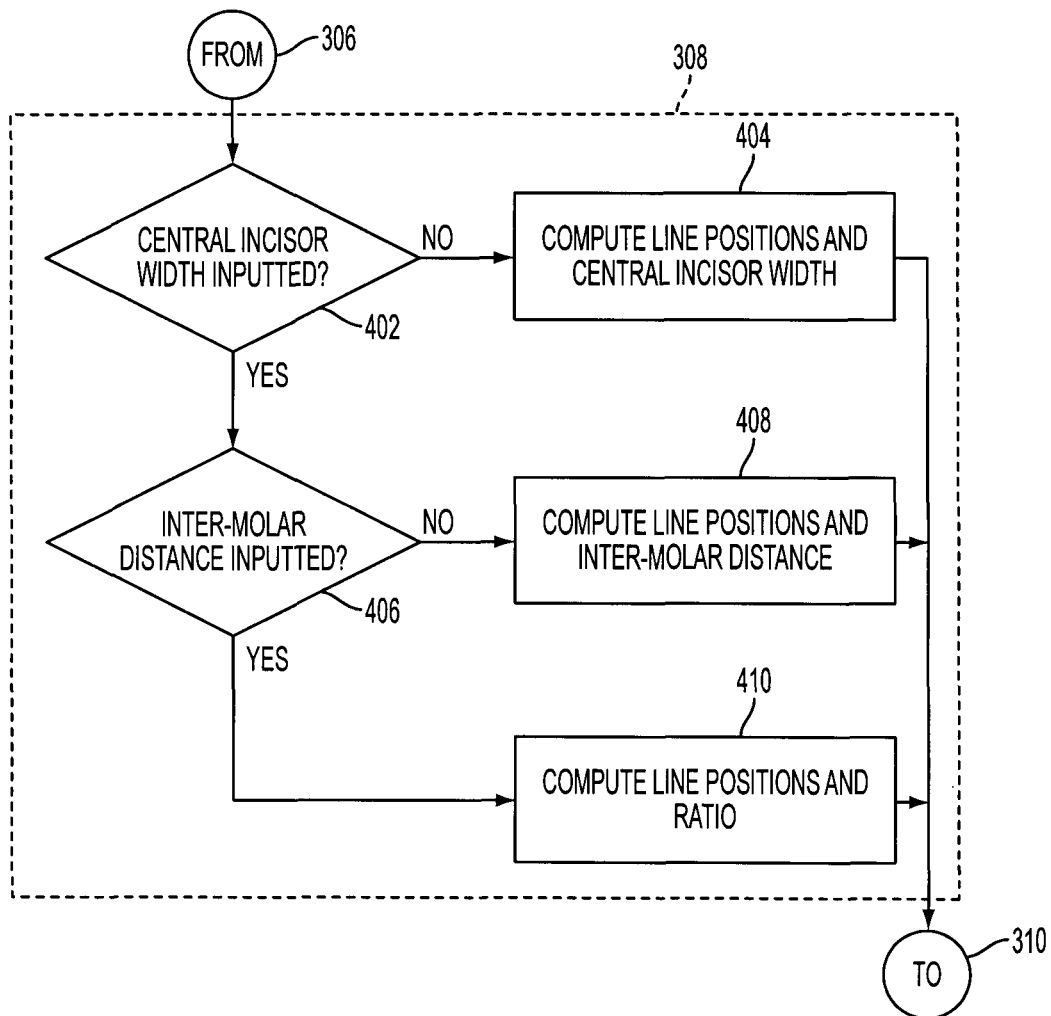 FROM
306
308
404
CENTRAL INCISOR
WIDTH INPUTTED?
NO
COMPUTE LINE POSITIONS AND
CENTRAL INCISOR WIDTH
402
YES
408
INTER-MOLAR
DISTANCE INPUTTED?
NO
COMPUTE LINE POSITIONS AND
INTER-MOLAR DISTANCE
406
YES
410
COMPUTE LINE POSITIONS AND
RATIO
TO
310